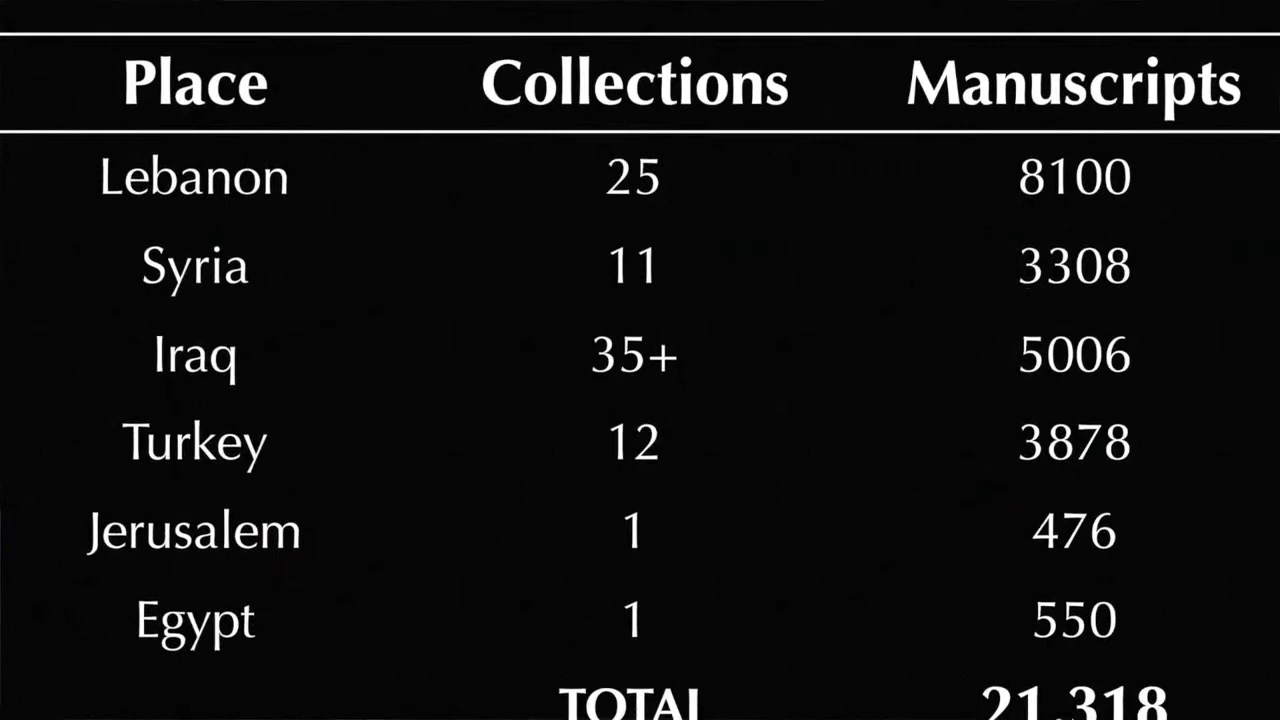 Place Collections Manuscripts
Lebanon 25 8100
Syria 11 3308
Iraq 35+ 5006
Turkey 12 3878
Jerusalem 1 476
Egypt 1 550
TOTAL 21,318